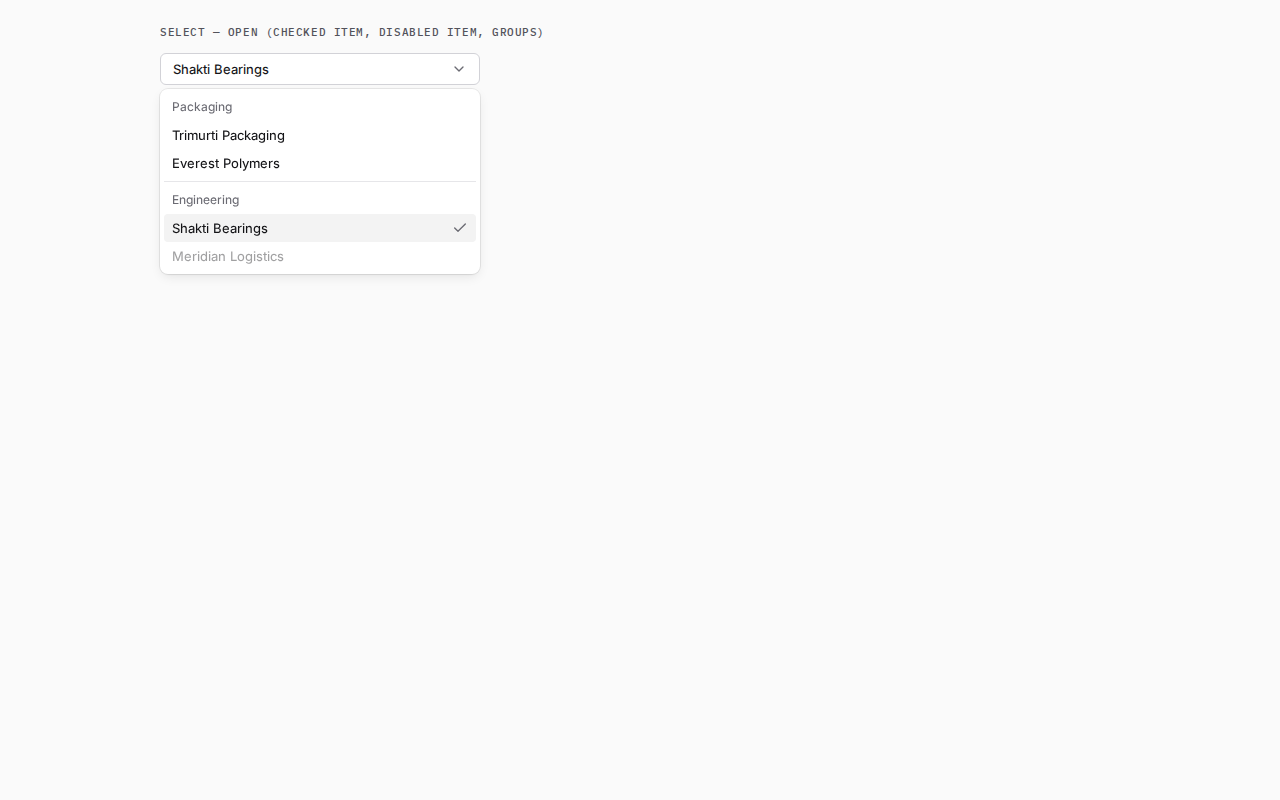 SELECT — OPEN (CHECKED ITEM, DISABLED ITEM, GROUPS)
Shakti Bearings
Packaging
Trimurti Packaging
Everest Polymers
Engineering
Shakti Bearings
Meridian Logistics